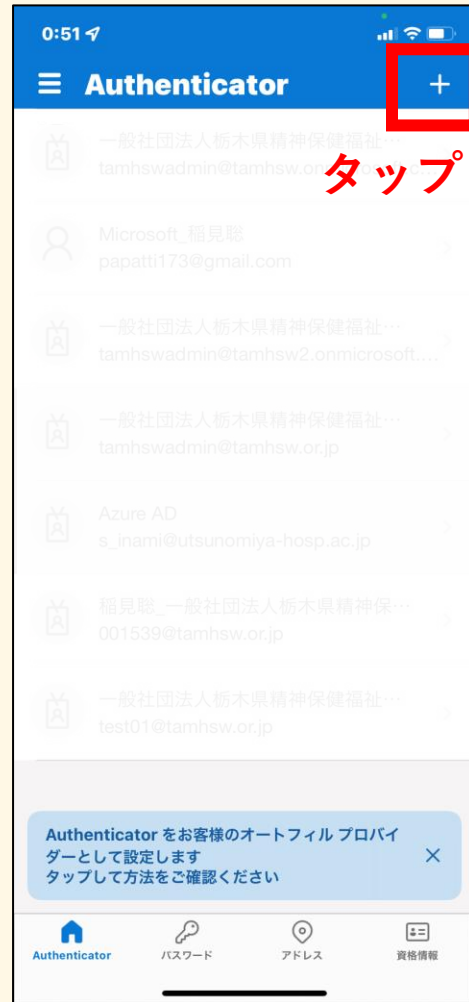 0:51
Authenticator
タップ
一般社団法人栃木県精神保健福祉…
tamhswadmin@tamhsw.on
Microsoft_稲見聡
papatti173@gmail.com
一般社団法人栃木県精神保健福祉…
tamhswadmin@tamhsw2.onmicrosoft....
一般社団法人栃木県精神保健福祉…
tamhswadmin@tamhsw.or.jp
Azure AD
s_inami@utsunomiya-hosp.ac.jp
稲見聡_一般社団法人栃木県精神保…
001539@tamhsw.or.jp
一般社団法人栃木県精神保健福祉…
test01@tamhsw.or.jp
Authenticator をお客様のオートフィル プロバイ
ダーとして設定します
タップして方法をご確認ください
Authenticator パスワード アドレス 資格情報